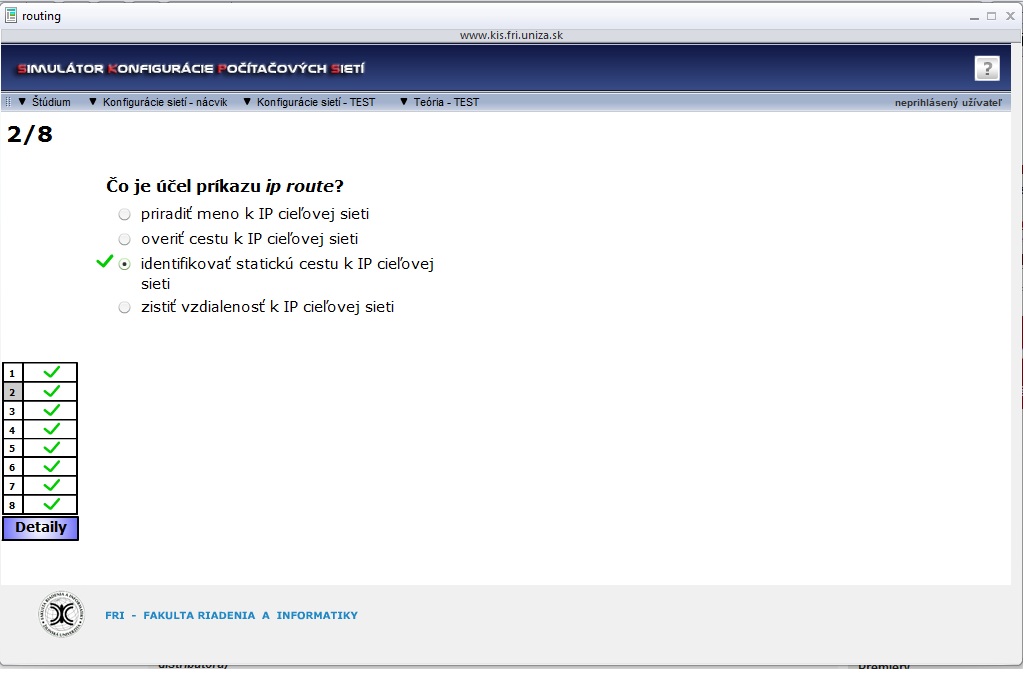 routing
www.kis.fri.uniza.sk
SIMULÁTOR KONFIGURÁCIE POČÍTAČOVÝCH SIETÍ
?
▼ Štúdium ▼ Konfigurácie sietí - nácvik ▼ Konfigurácie sietí - TEST ▼ Teória - TEST neprihlásený užívateľ
2/8
Čo je účel príkazu ip route?
priradiť meno k IP cieľovej sieti
overiť cestu k IP cieľovej sieti
identifikovať statickú cestu k IP cieľovej
sieti
zistiť vzdialenosť k IP cieľovej sieti
1
2
3
4
5
6
7
8
Detaily
FRI - FAKULTA RIADENIA A INFORMATIKY
distribútora)
Premiéry